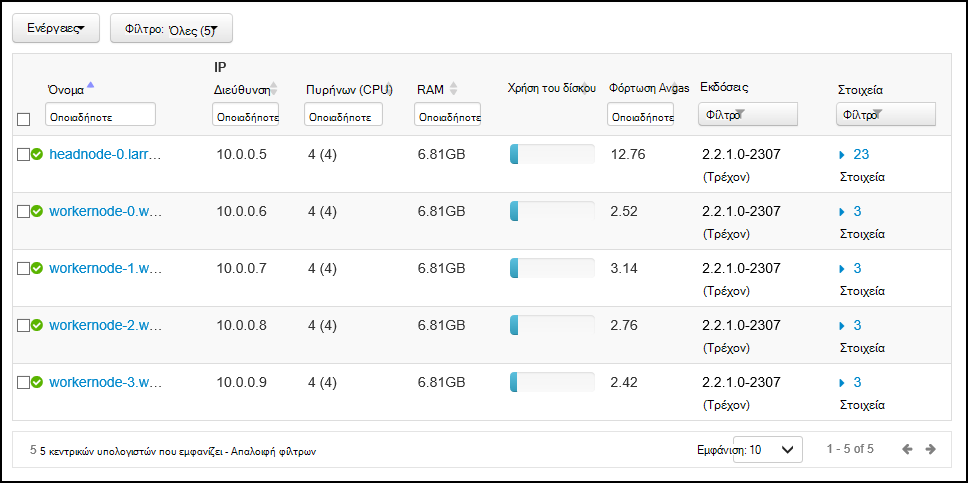 Ενέργειες Φίλτρο: Όλες (5)
IP
Όνομα Διεύθυνση Πυρήνων (CPU) RAM Χρήση του δίσκου Φόρτωση Avgas Εκδόσεις Στοιχεία
Οποιαδήποτε Οποιαδήποτε Οποιαδήποτε Οποιαδήποτε Οποιαδήποτε Φίλτρο Φίλτρο
headnode-0.larr... 10.0.0.5 4 (4) 6.81GB 12.76 2.2.1.0-2307 23
(Τρέχον) Στοιχεία
workernode-0.w... 10.0.0.6 4 (4) 6.81GB 2.52 2.2.1.0-2307 3
(Τρέχον) Στοιχεία
workernode-1.w... 10.0.0.7 4 (4) 6.81GB 3.14 2.2.1.0-2307 3
(Τρέχον) Στοιχεία
workernode-2.w... 10.0.0.8 4 (4) 6.81GB 2.76 2.2.1.0-2307 3
(Τρέχον) Στοιχεία
workernode-3.w... 10.0.0.9 4 (4) 6.81GB 2.42 2.2.1.0-2307 3
(Τρέχον) Στοιχεία
5 5 κεντρικών υπολογιστών που εμφανίζει - Απαλοιφή φίλτρων Εμφάνιση: 10 1 - 5 of 5